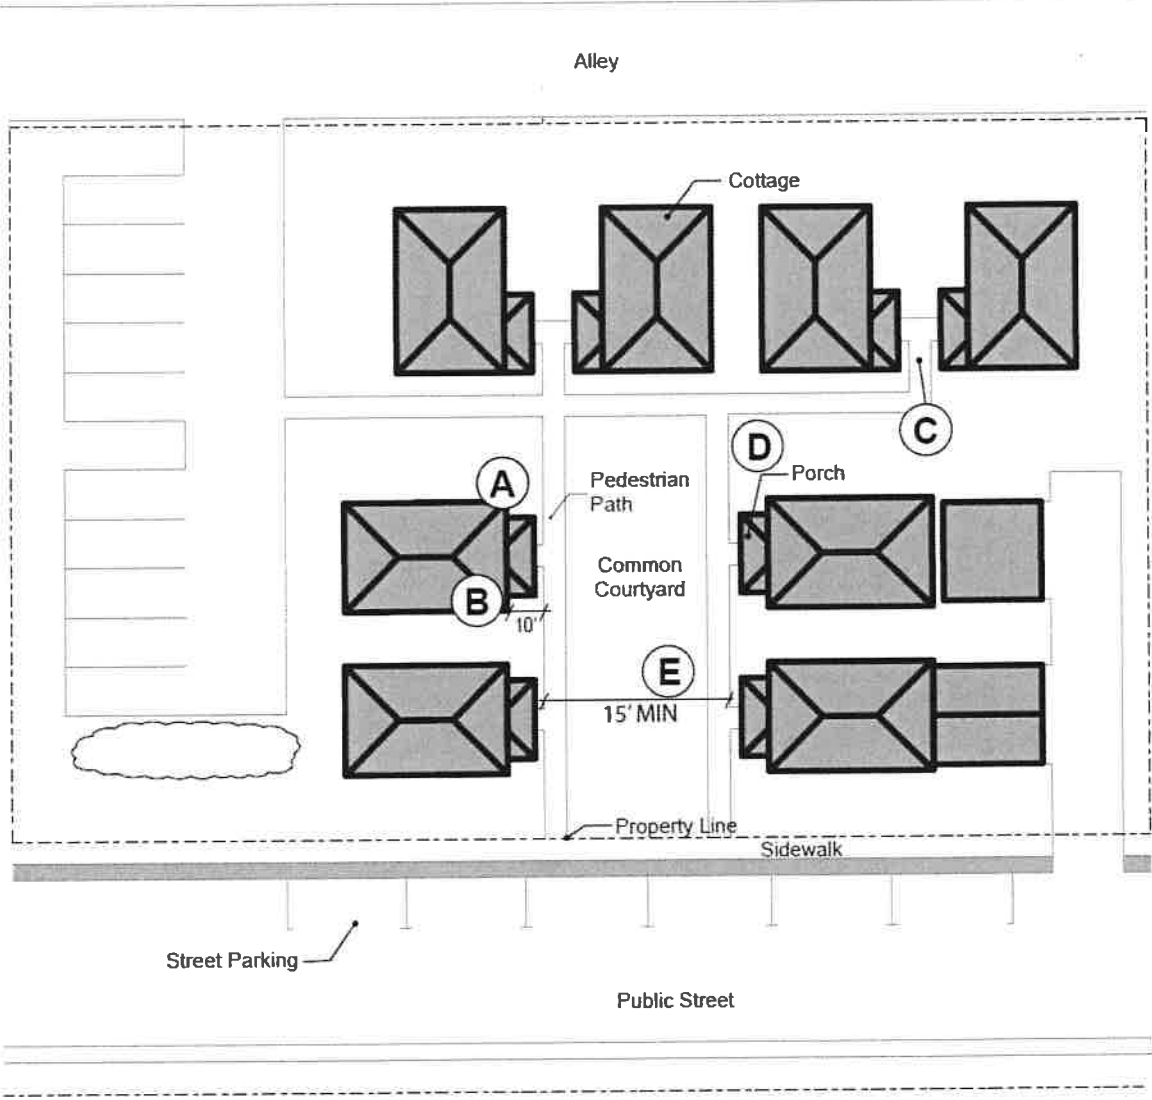 Alley
Cottage
C
D
A
Porch
Pedestrian
Path
Common
Courtyard
B
10'
E
15' MIN
Property Line
Sidewalk
Street Parking
Public Street